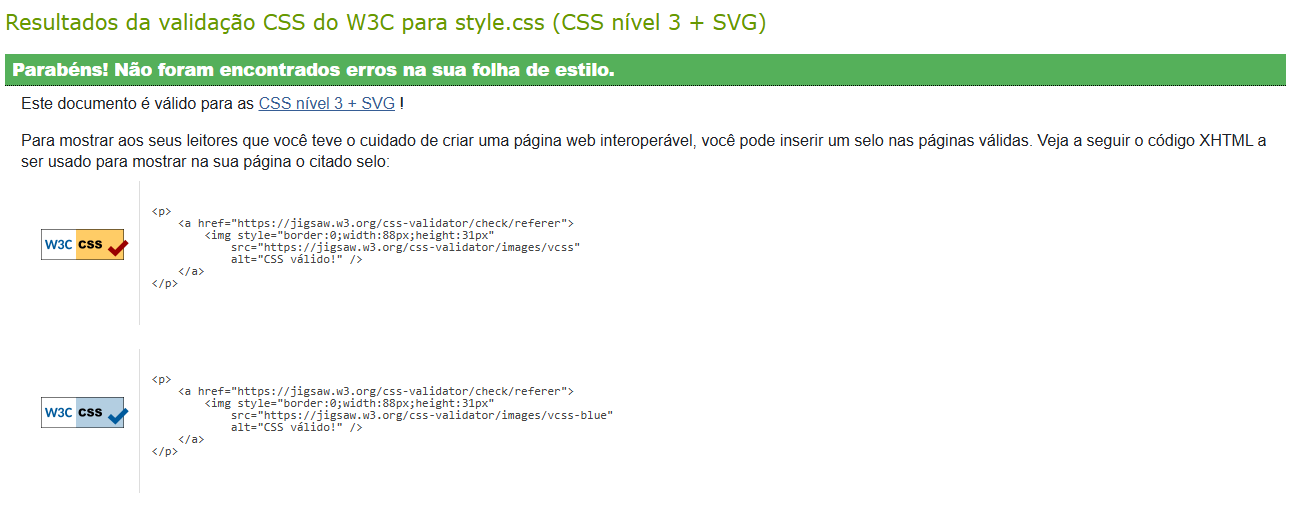 Resultados da validação CSS do W3C para style.css (CSS nível 3 + SVG)
Parabéns! Não foram encontrados erros na sua folha de estilo.
Este documento é válido para as CSS nível 3 + SVG !
Para mostrar aos seus leitores que você teve o cuidado de criar uma página web interoperável, você pode inserir um selo nas páginas válidas. Veja a seguir o código XHTML a
ser usado para mostrar na sua página o citado selo:
W3C css
<p>
<a href="https://jigsaw.w3.org/css-validator/check/referer">
<img style="border:0;width:88px;height:31px"
src="https://jigsaw.w3.org/css-validator/images/vcss"
alt="CSS válido!" />
</a>
</p>
W3C css
<p>
<a href="https://jigsaw.w3.org/css-validator/check/referer">
<img style="border:0;width:88px;height:31px"
src="https://jigsaw.w3.org/css-validator/images/vcss-blue"
alt="CSS válido!" />
</a>
</p>